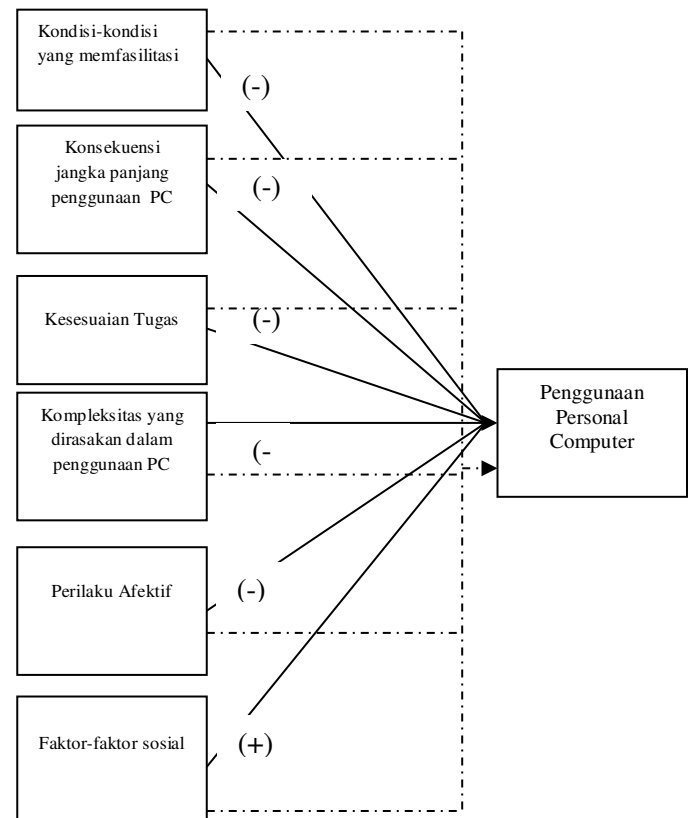 Kondisi-kondisi
yang memfasilitasi
(-)
Konsekuensi
jangka panjang
penggunaan PC
(-)
Kesesuaian Tugas
(-)
Kompleksitas yang
dirasakan dalam
penggunaan PC
(-
Perilaku Afektif
(-)
Faktor-faktor sosial
(+)
Penggunaan
Personal
Computer